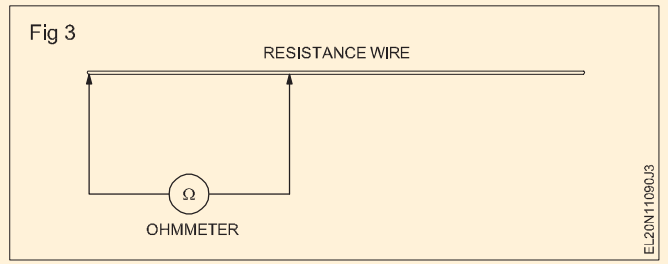 Fig 3
RESISTANCE WIRE
Ω
OHMMETER
EL20N11090J3